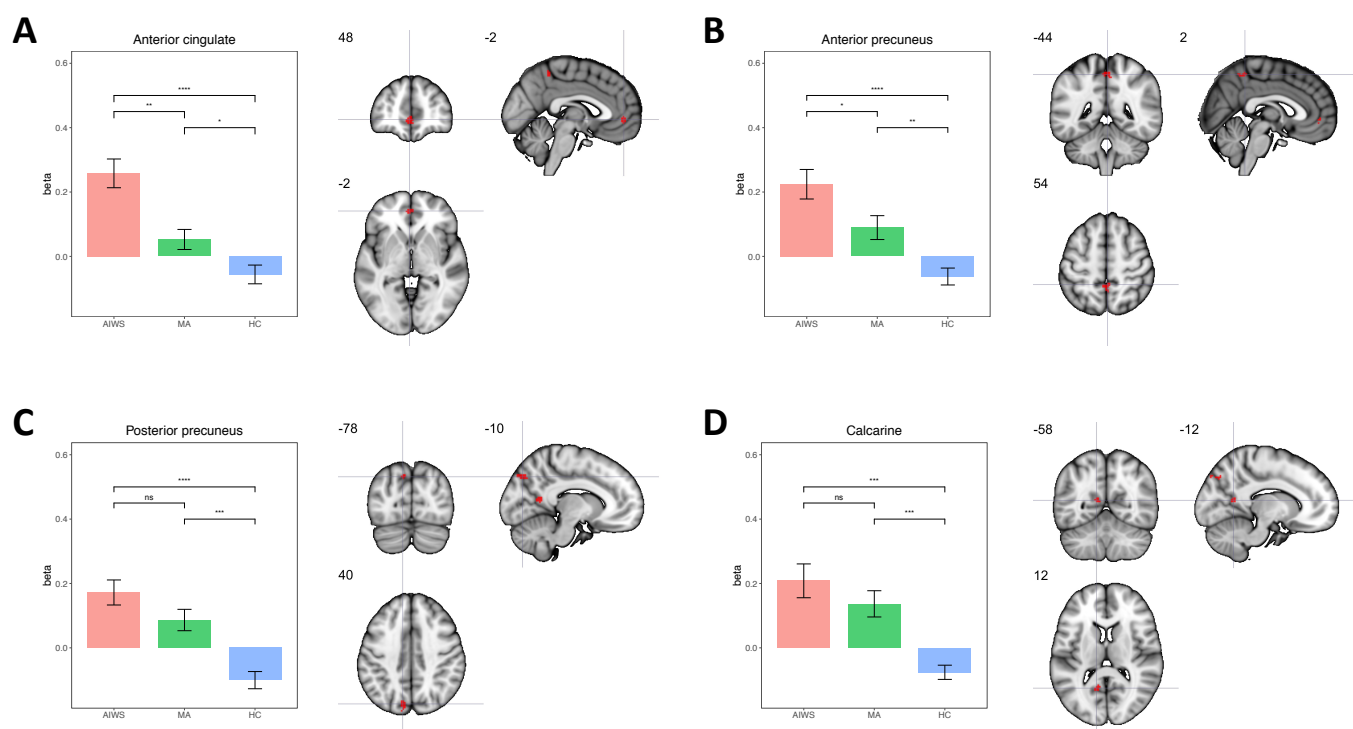 A
Anterior cingulate
0.6
0.4
0.2
0.0
beta
****
**
*
AIWS MA HC
48
-2
-2
B
Anterior precuneus
0.6
0.4
0.2
0.0
beta
****
*
**
AIWS MA HC
-44
2
54
C
Posterior precuneus
0.6
0.4
0.2
0.0
beta
****
ns
***
AIWS MA HC
-78
-10
40
D
Calcarine
0.6
0.4
0.2
0.0
beta
***
ns
***
AIWS MA HC
-58
-12
12